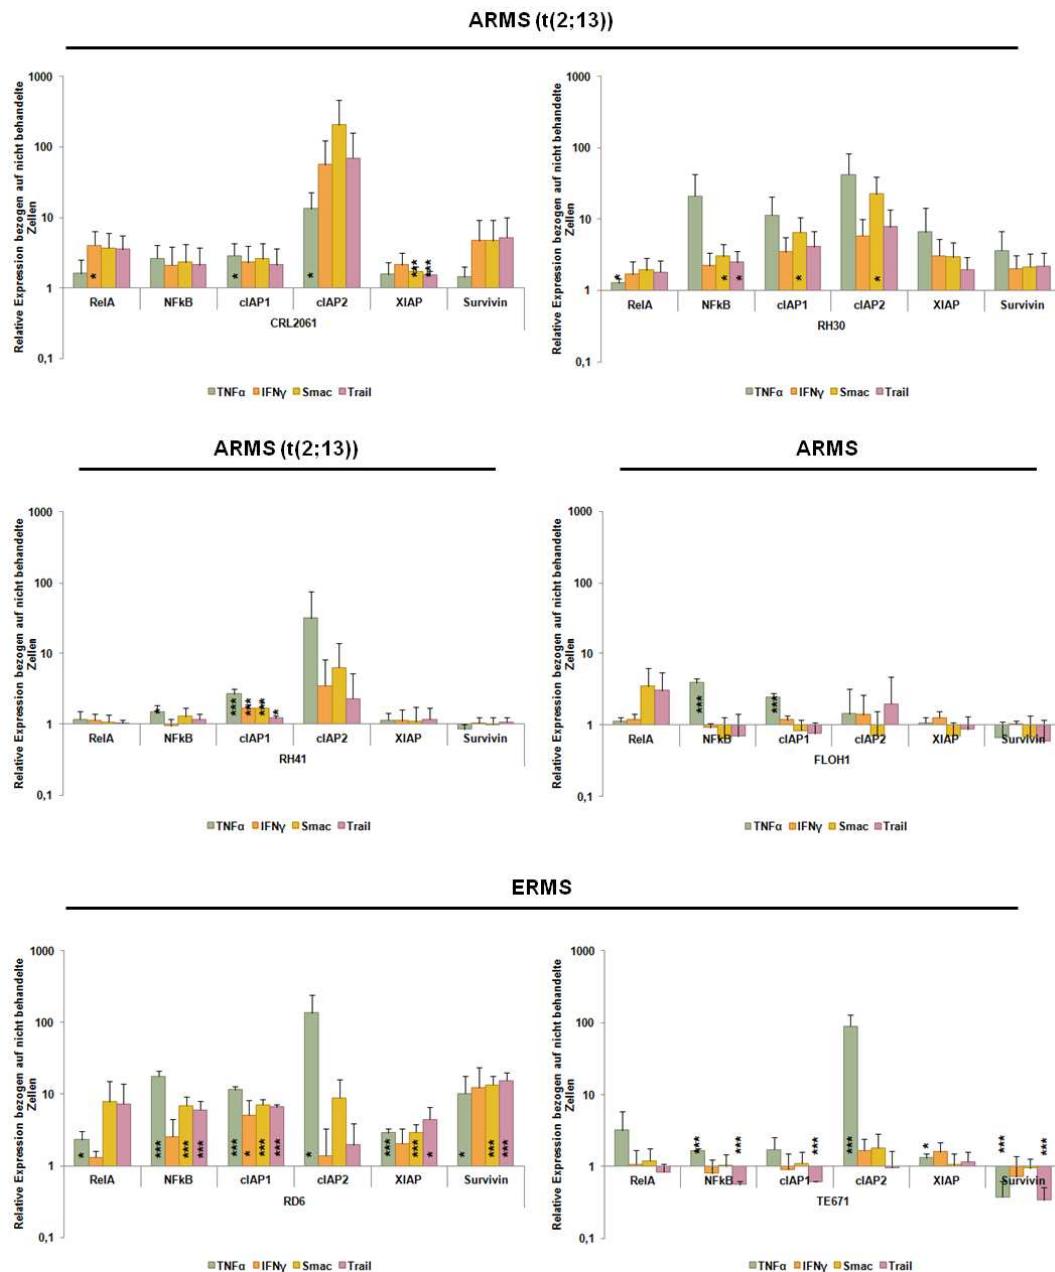 ARMS (t(2;13))
Relative Expression bezogen auf nicht behandelte
Zellen
1000
100
10
1
0,1
RelA NFkB cIAP1 cIAP2 XIAP Survivin
* * * *** ***
CRL2061
TNFα IFNγ Smac Trail
Relative Expression bezogen auf nicht behandelte
Zellen
1000
100
10
1
0,1
RelA NFkB cIAP1 cIAP2 XIAP Survivin
* * * * *
RH30
TNFα IFNγ Smac Trail
ARMS (t(2;13))
Relative Expression bezogen auf nicht behandelte
Zellen
1000
100
10
1
0,1
RelA NFkB cIAP1 cIAP2 XIAP Survivin
* *** *** *** *
RH41
TNFα IFNγ Smac Trail
ARMS
Relative Expression bezogen auf nicht behandelte
Zellen
1000
100
10
1
0,1
RelA NFkB cIAP1 cIAP2 XIAP Survivin
*** ***
FLOH1
TNFα IFNγ Smac Trail
ERMS
Relative Expression bezogen auf nicht behandelte
Zellen
1000
100
10
1
0,1
RelA NFkB cIAP1 cIAP2 XIAP Survivin
* *** *** *** *** * *** *** * *** *** * * *** ***
RD6
TNFα IFNγ Smac Trail
Relative Expression bezogen auf nicht behandelte
Zellen
1000
100
10
1
0,1
RelA NFkB cIAP1 cIAP2 XIAP Survivin
*** *** *** *** * *** ***
TE671
TNFα IFNγ Smac Trail